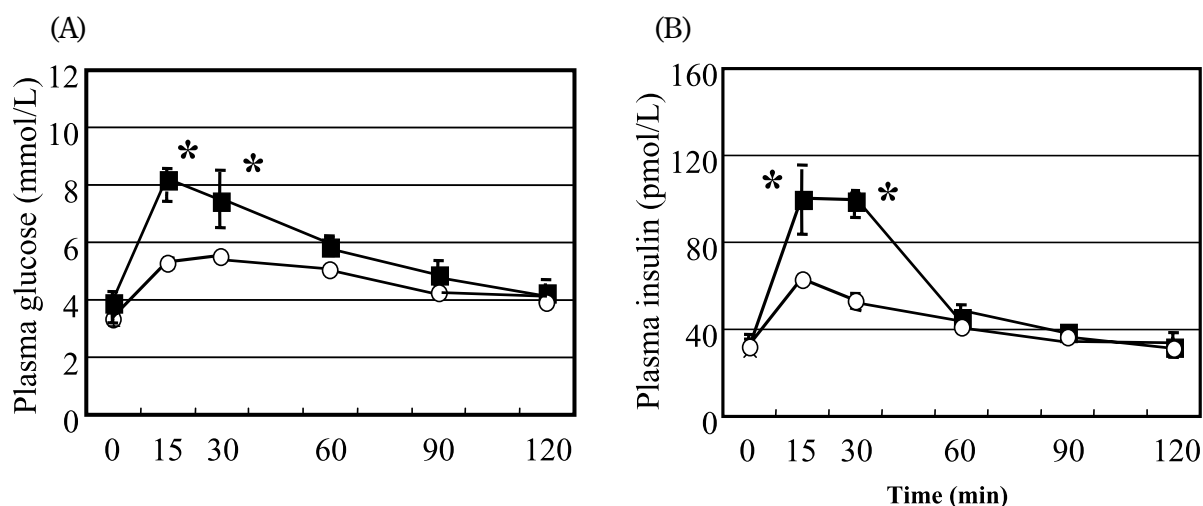 (A)
(B)
Plasma glucose (mmol/L)
12
10
8
6
4
2
0
* *
0 15 30 60 90 120
Plasma insulin (pmol/L)
160
120
80
40
0
* *
0 15 30 60 90 120
Time (min)